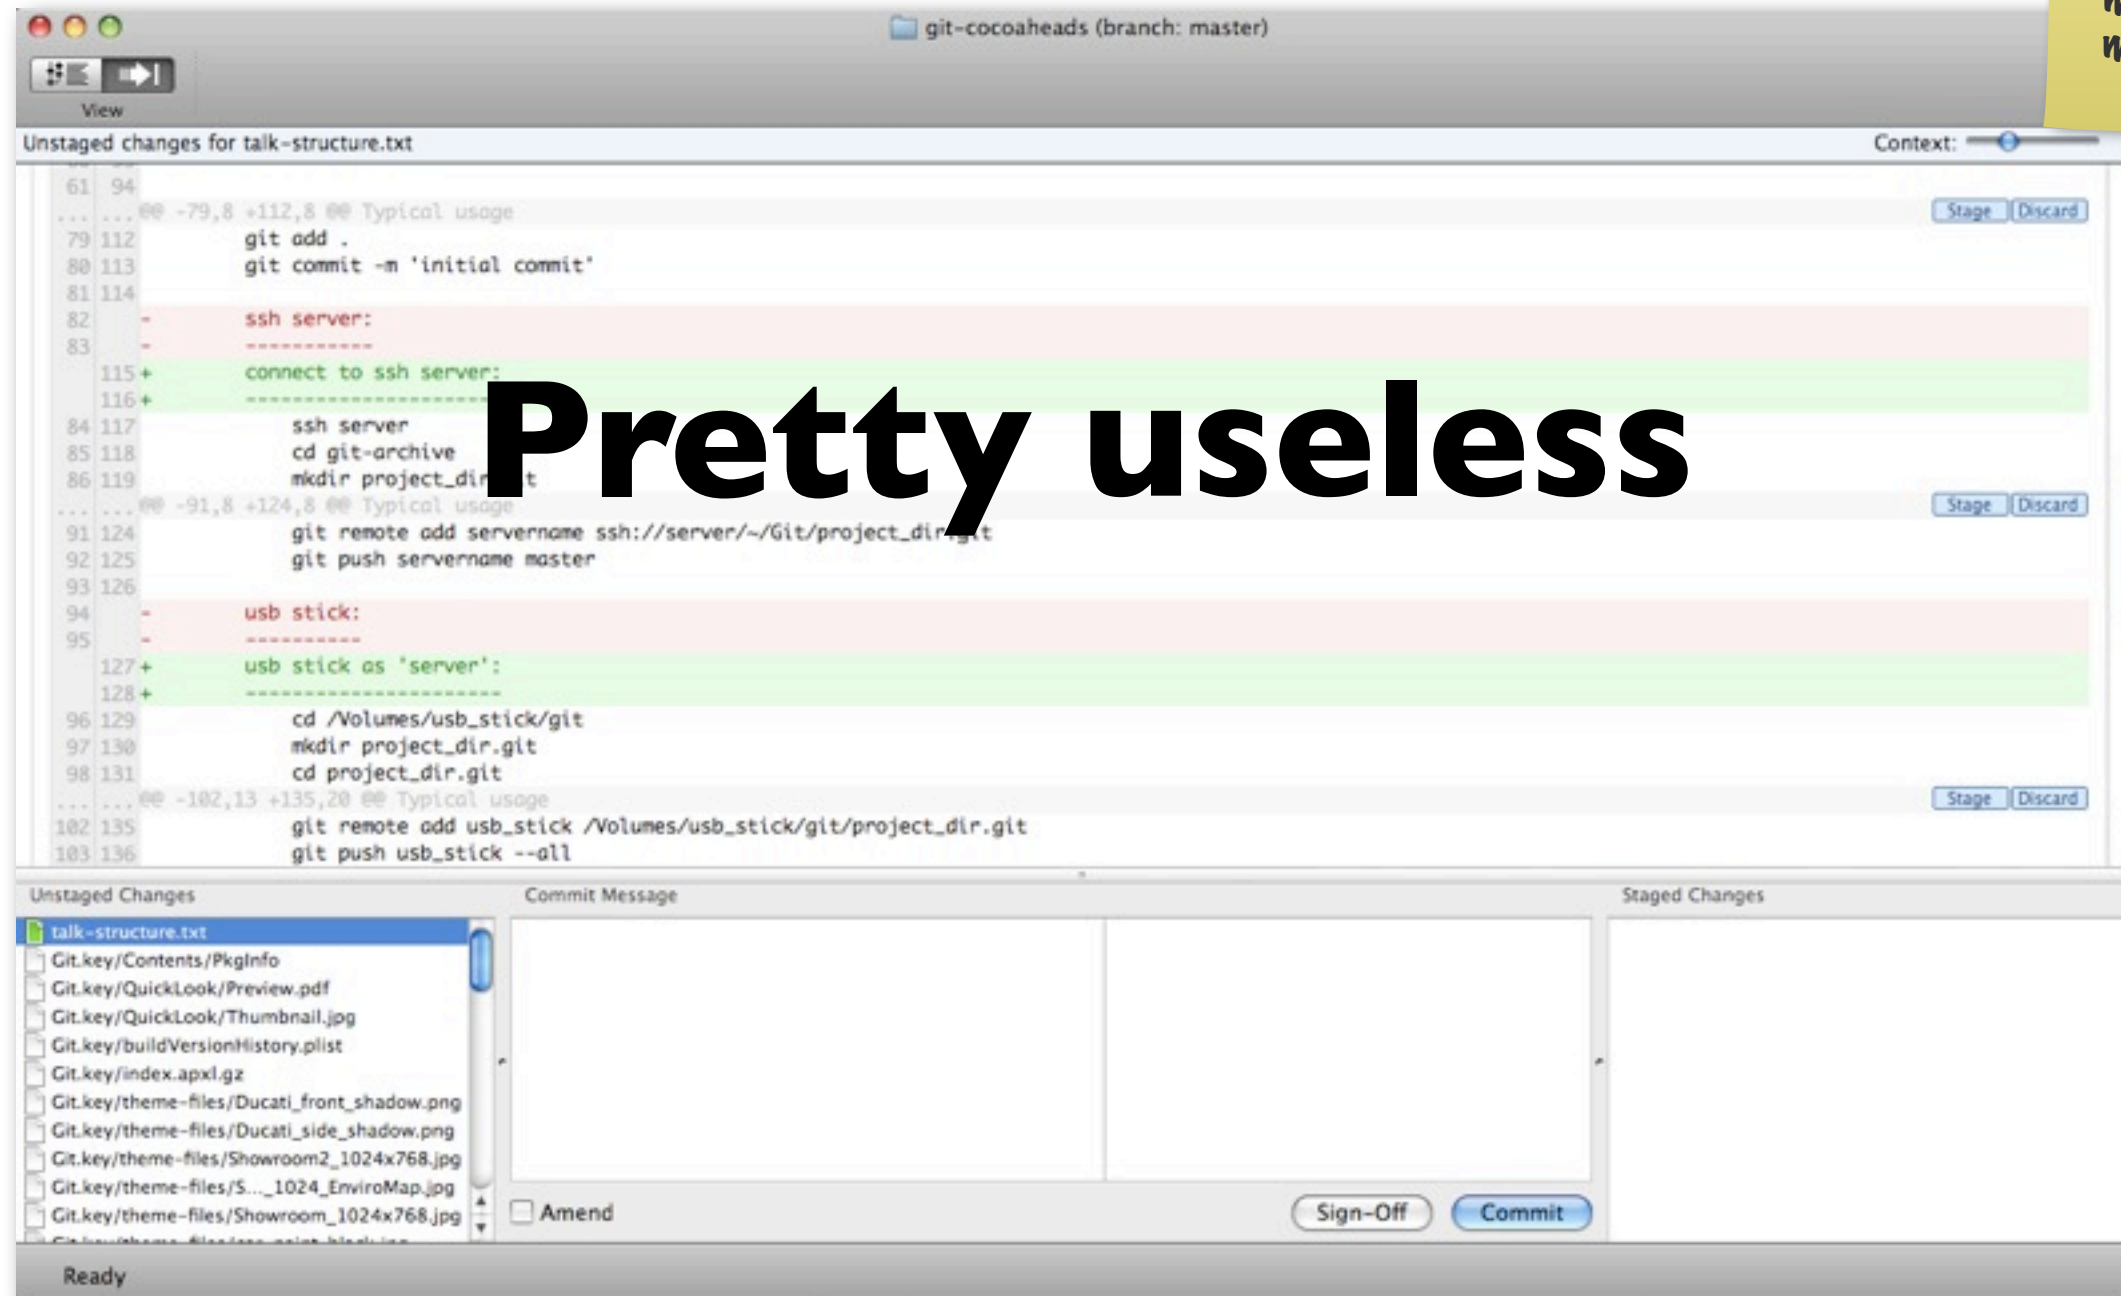 git-cocoaheads (branch: master)
View
Unstaged changes for talk-structure.txt
Context:
61 94
... ... @@ -79,8 +112,8 @@ Typical usage Stage Discard
79 112 git add .
80 113 git commit -m 'initial commit'
81 114
82 - ssh server:
83 - -----------
115 + connect to ssh server:
116 + ----------------------
84 117 ssh server
85 118 cd git-archive
86 119 mkdir
Pretty useless
... ... @@ -91,8 +124,8 @@ Typical usage Stage Discard
91 124 git remote add servername ssh://server/~/Git/project_dir.git
92 125 git push servername master
93 126
94 - usb stick:
95 - ----------
127 + usb stick as 'server':
128 + ----------------------
96 129 cd /Volumes/usb_stick/git
97 130 mkdir project_dir.git
98 131 cd project_dir.git
... ... @@ -102,13 +135,20 @@ Typical usage Stage Discard
102 135 git remote add usb_stick /Volumes/usb_stick/git/project_dir.git
103 136 git push usb_stick --all
Unstaged Changes
talk-structure.txt
Git.key/Contents/PkgInfo
Git.key/QuickLook/Preview.pdf
Git.key/QuickLook/Thumbnail.jpg
Git.key/buildVersionHistory.plist
Git.key/index.apxl.gz
Git.key/theme-files/Ducati_front_shadow.png
Git.key/theme-files/Ducati_side_shadow.png
Git.key/theme-files/Showroom2_1024x768.jpg
Git.key/theme-files/S..._1024_EnviroMap.jpg
Git.key/theme-files/Showroom_1024x768.jpg
Commit Message
Amend
Sign-Off
Commit
Staged Changes
Ready